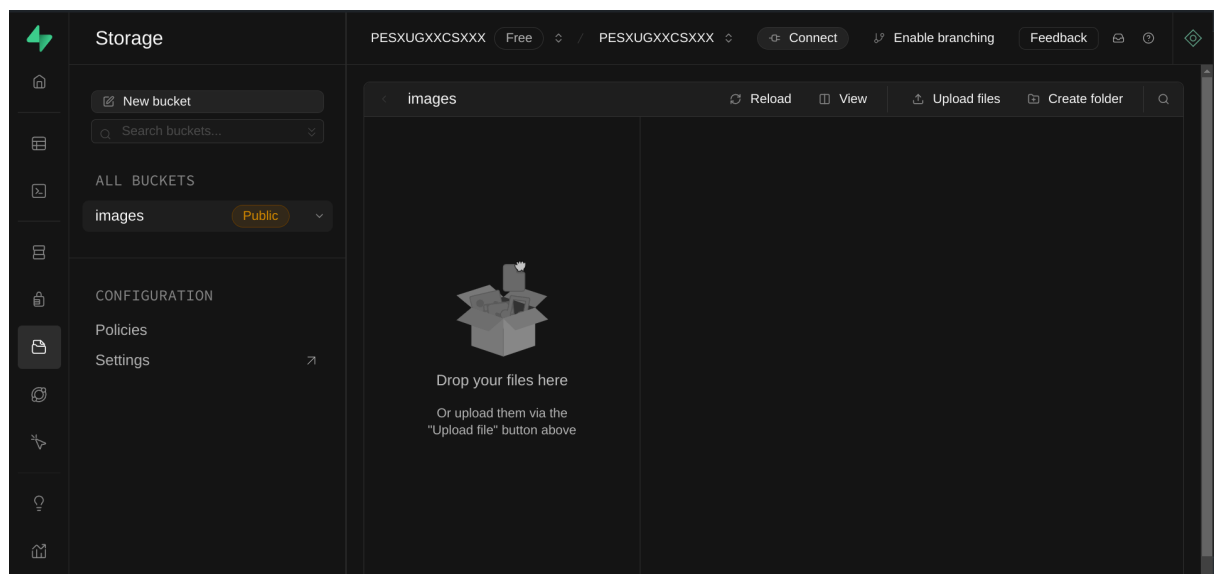 Storage
PESXUGXXCSXXX Free / PESXUGXXCSXXX Connect Enable branching Feedback
New bucket
Search buckets...
ALL BUCKETS
images Public
CONFIGURATION
Policies
Settings
images Reload View Upload files Create folder
Drop your files here
Or upload them via the
"Upload file" button above